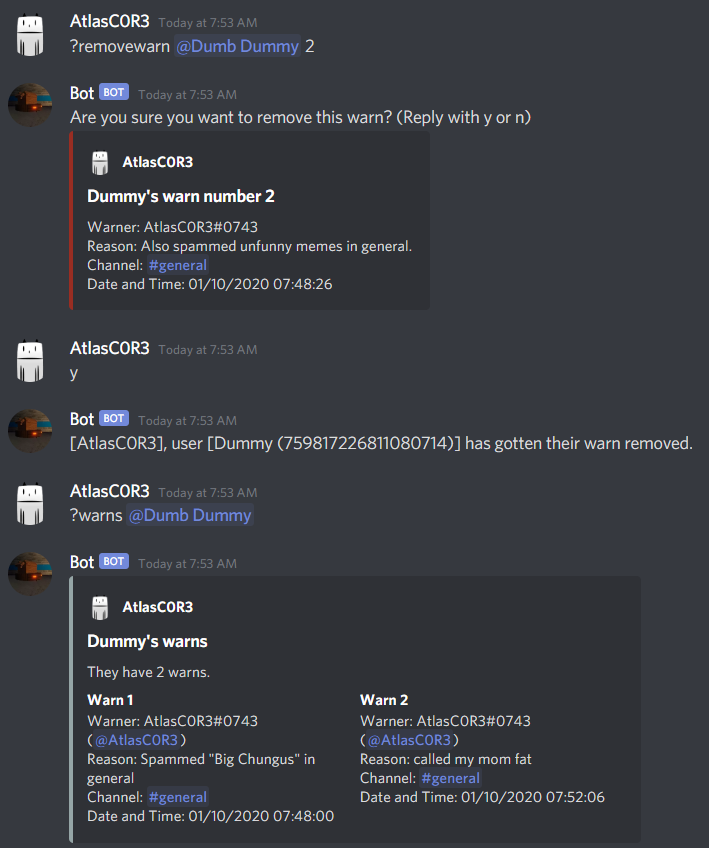 AtlasC0R3 Today at 7:53 AM
?removewarn @Dumb Dummy 2
Bot BOT Today at 7:53 AM
Are you sure you want to remove this warn? (Reply with y or n)
AtlasC0R3
Dummy's warn number 2
Warner: AtlasC0R3#0743
Reason: Also spammed unfunny memes in general.
Channel: #general
Date and Time: 01/10/2020 07:48:26
AtlasC0R3 Today at 7:53 AM
y
Bot BOT Today at 7:53 AM
[AtlasC0R3], user [Dummy (759817226811080714)] has gotten their warn removed.
AtlasC0R3 Today at 7:53 AM
?warns @Dumb Dummy
Bot BOT Today at 7:53 AM
AtlasC0R3
Dummy's warns
They have 2 warns.
Warn 1
Warner: AtlasC0R3#0743
(@AtlasC0R3)
Reason: Spammed "Big Chungus" in
general
Channel: #general
Date and Time: 01/10/2020 07:48:00
Warn 2
Warner: AtlasC0R3#0743
(@AtlasC0R3)
Reason: called my mom fat
Channel: #general
Date and Time: 01/10/2020 07:52:06